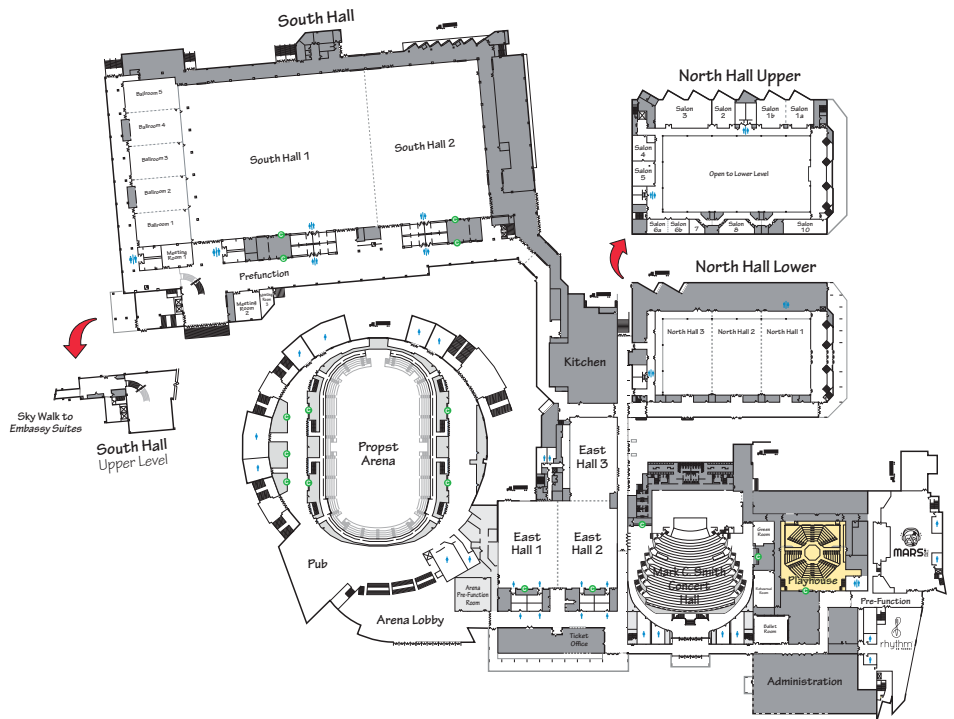 South Hall
Ballroom 5
Ballroom 4
Ballroom 3
Ballroom 2
Ballroom 1
South Hall 1
South Hall 2
Meeting
Room 1
Prefunction
Meeting
Room 2
Sky Walk to
Embassy Suites
South Hall
Upper Level
North Hall Upper
Salon
3
Salon
2
Salon
1b
Salon
1a
Salon
4
Salon
5
Open to Lower Level
Salon
6a
Salon
6b
7
Salon
8
Salon
10
North Hall Lower
North Hall 3
North Hall 2
North Hall 1
Kitchen
Propst
Arena
East
Hall 3
East
Hall 1
East
Hall 2
Pub
Arena
Pre-Function
Room
Arena Lobby
Ticket
Office
Mark C. Smith
Concert
Hall
Green
Room
Rehearsal
Room
Ballet
Room
Playhouse
MARS
Pre-Function
rhythm
Administration